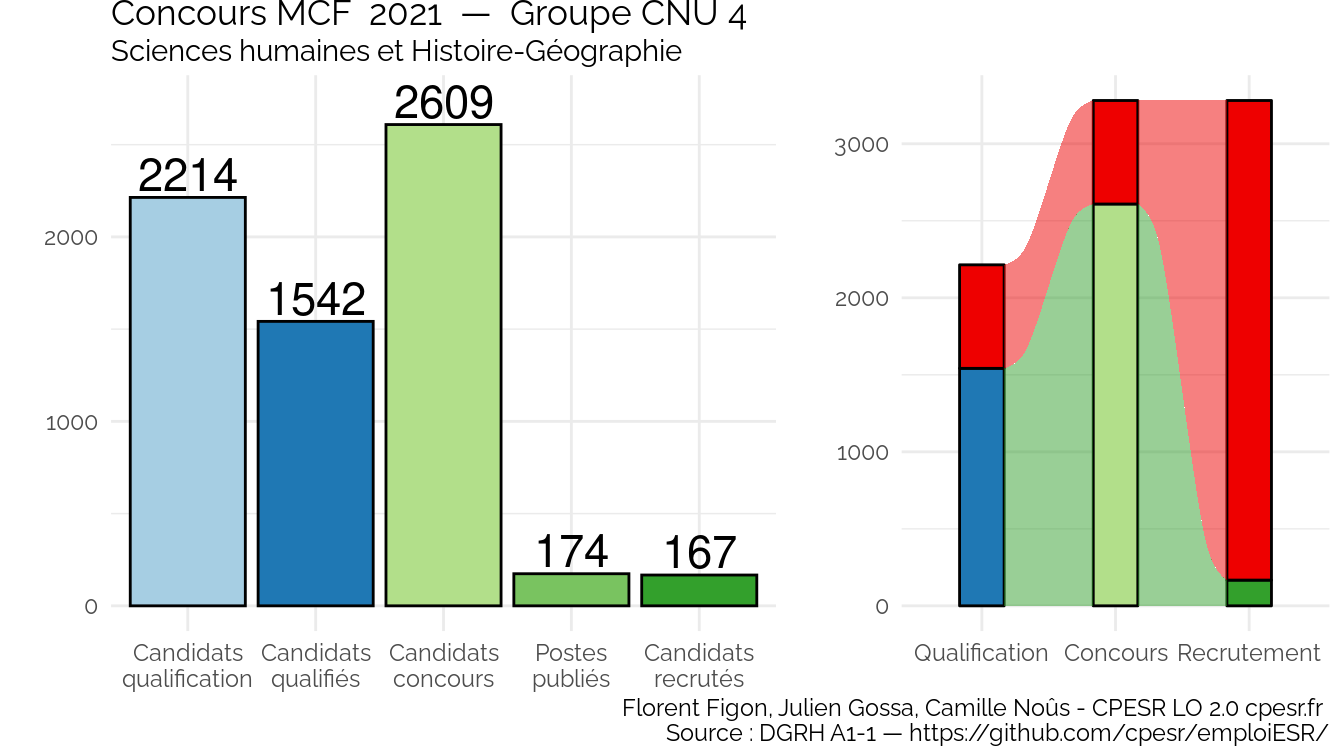 Concours MCF 2021 — Groupe CNU 4
Sciences humaines et Histoire-Géographie
2214
1542
2609
174
167
2000
1000
0
Candidats qualification
Candidats qualifiés
Candidats concours
Postes publiés
Candidats recrutés
3000
2000
1000
0
Qualification Concours Recrutement
Florent Figon, Julien Gossa, Camille Noûs - CPESR LO 2.0 cpesr.fr
Source : DGRH A1-1 — https://github.com/cpesr/emploiESR/